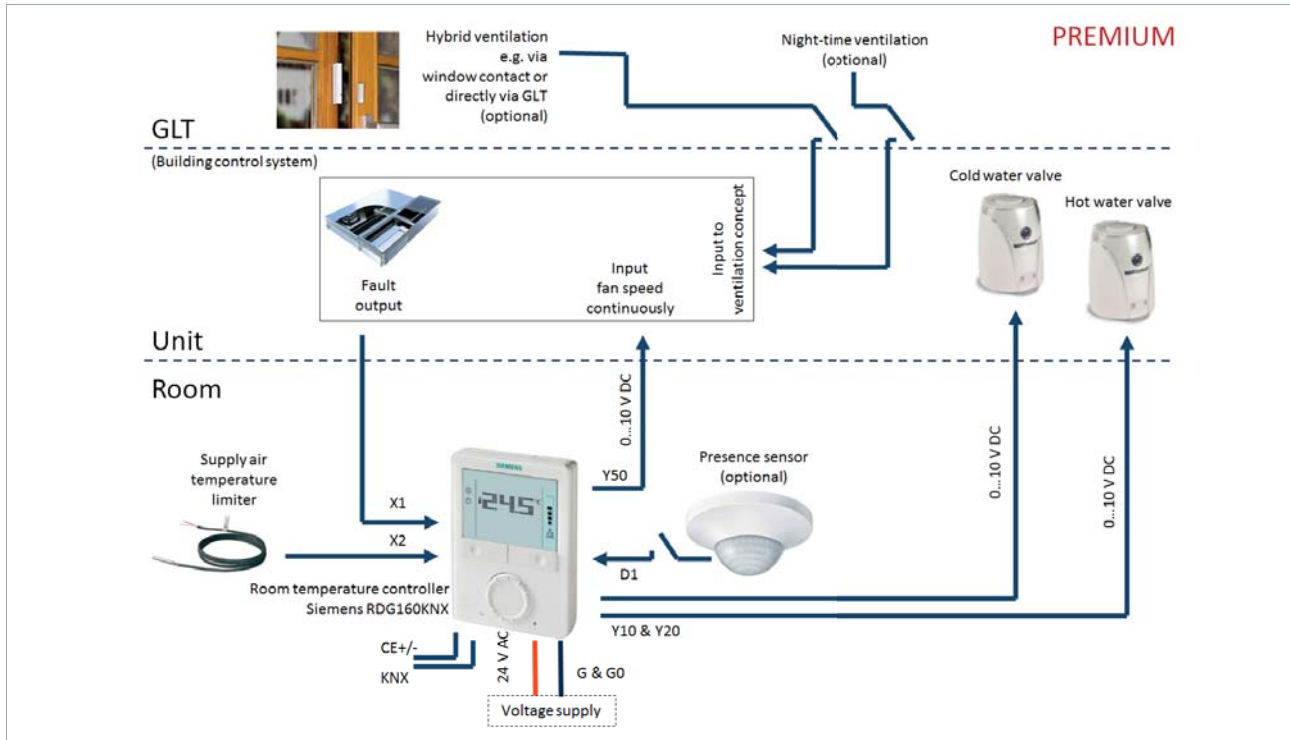 PREMIUM
Hybrid ventilation
e.g. via
window contact or
directly via GLT
(optional)
Night-time ventilation
(optional)
GLT
(Building control system)
Cold water valve
Hot water valve
Fault
output
Input
fan speed
continuously
Input to
ventilation concept
Unit
Room
0...10 V DC
0...10 V DC
0...10 V DC
Supply air
temperature
limiter
X1
X2
SIEMENS
24.5°C
Y50
Presence sensor
(optional)
D1
Room temperature controller
Siemens RDG160KNX
Y10 & Y20
CE+/-
KNX
24 V AC
G & G0
Voltage supply